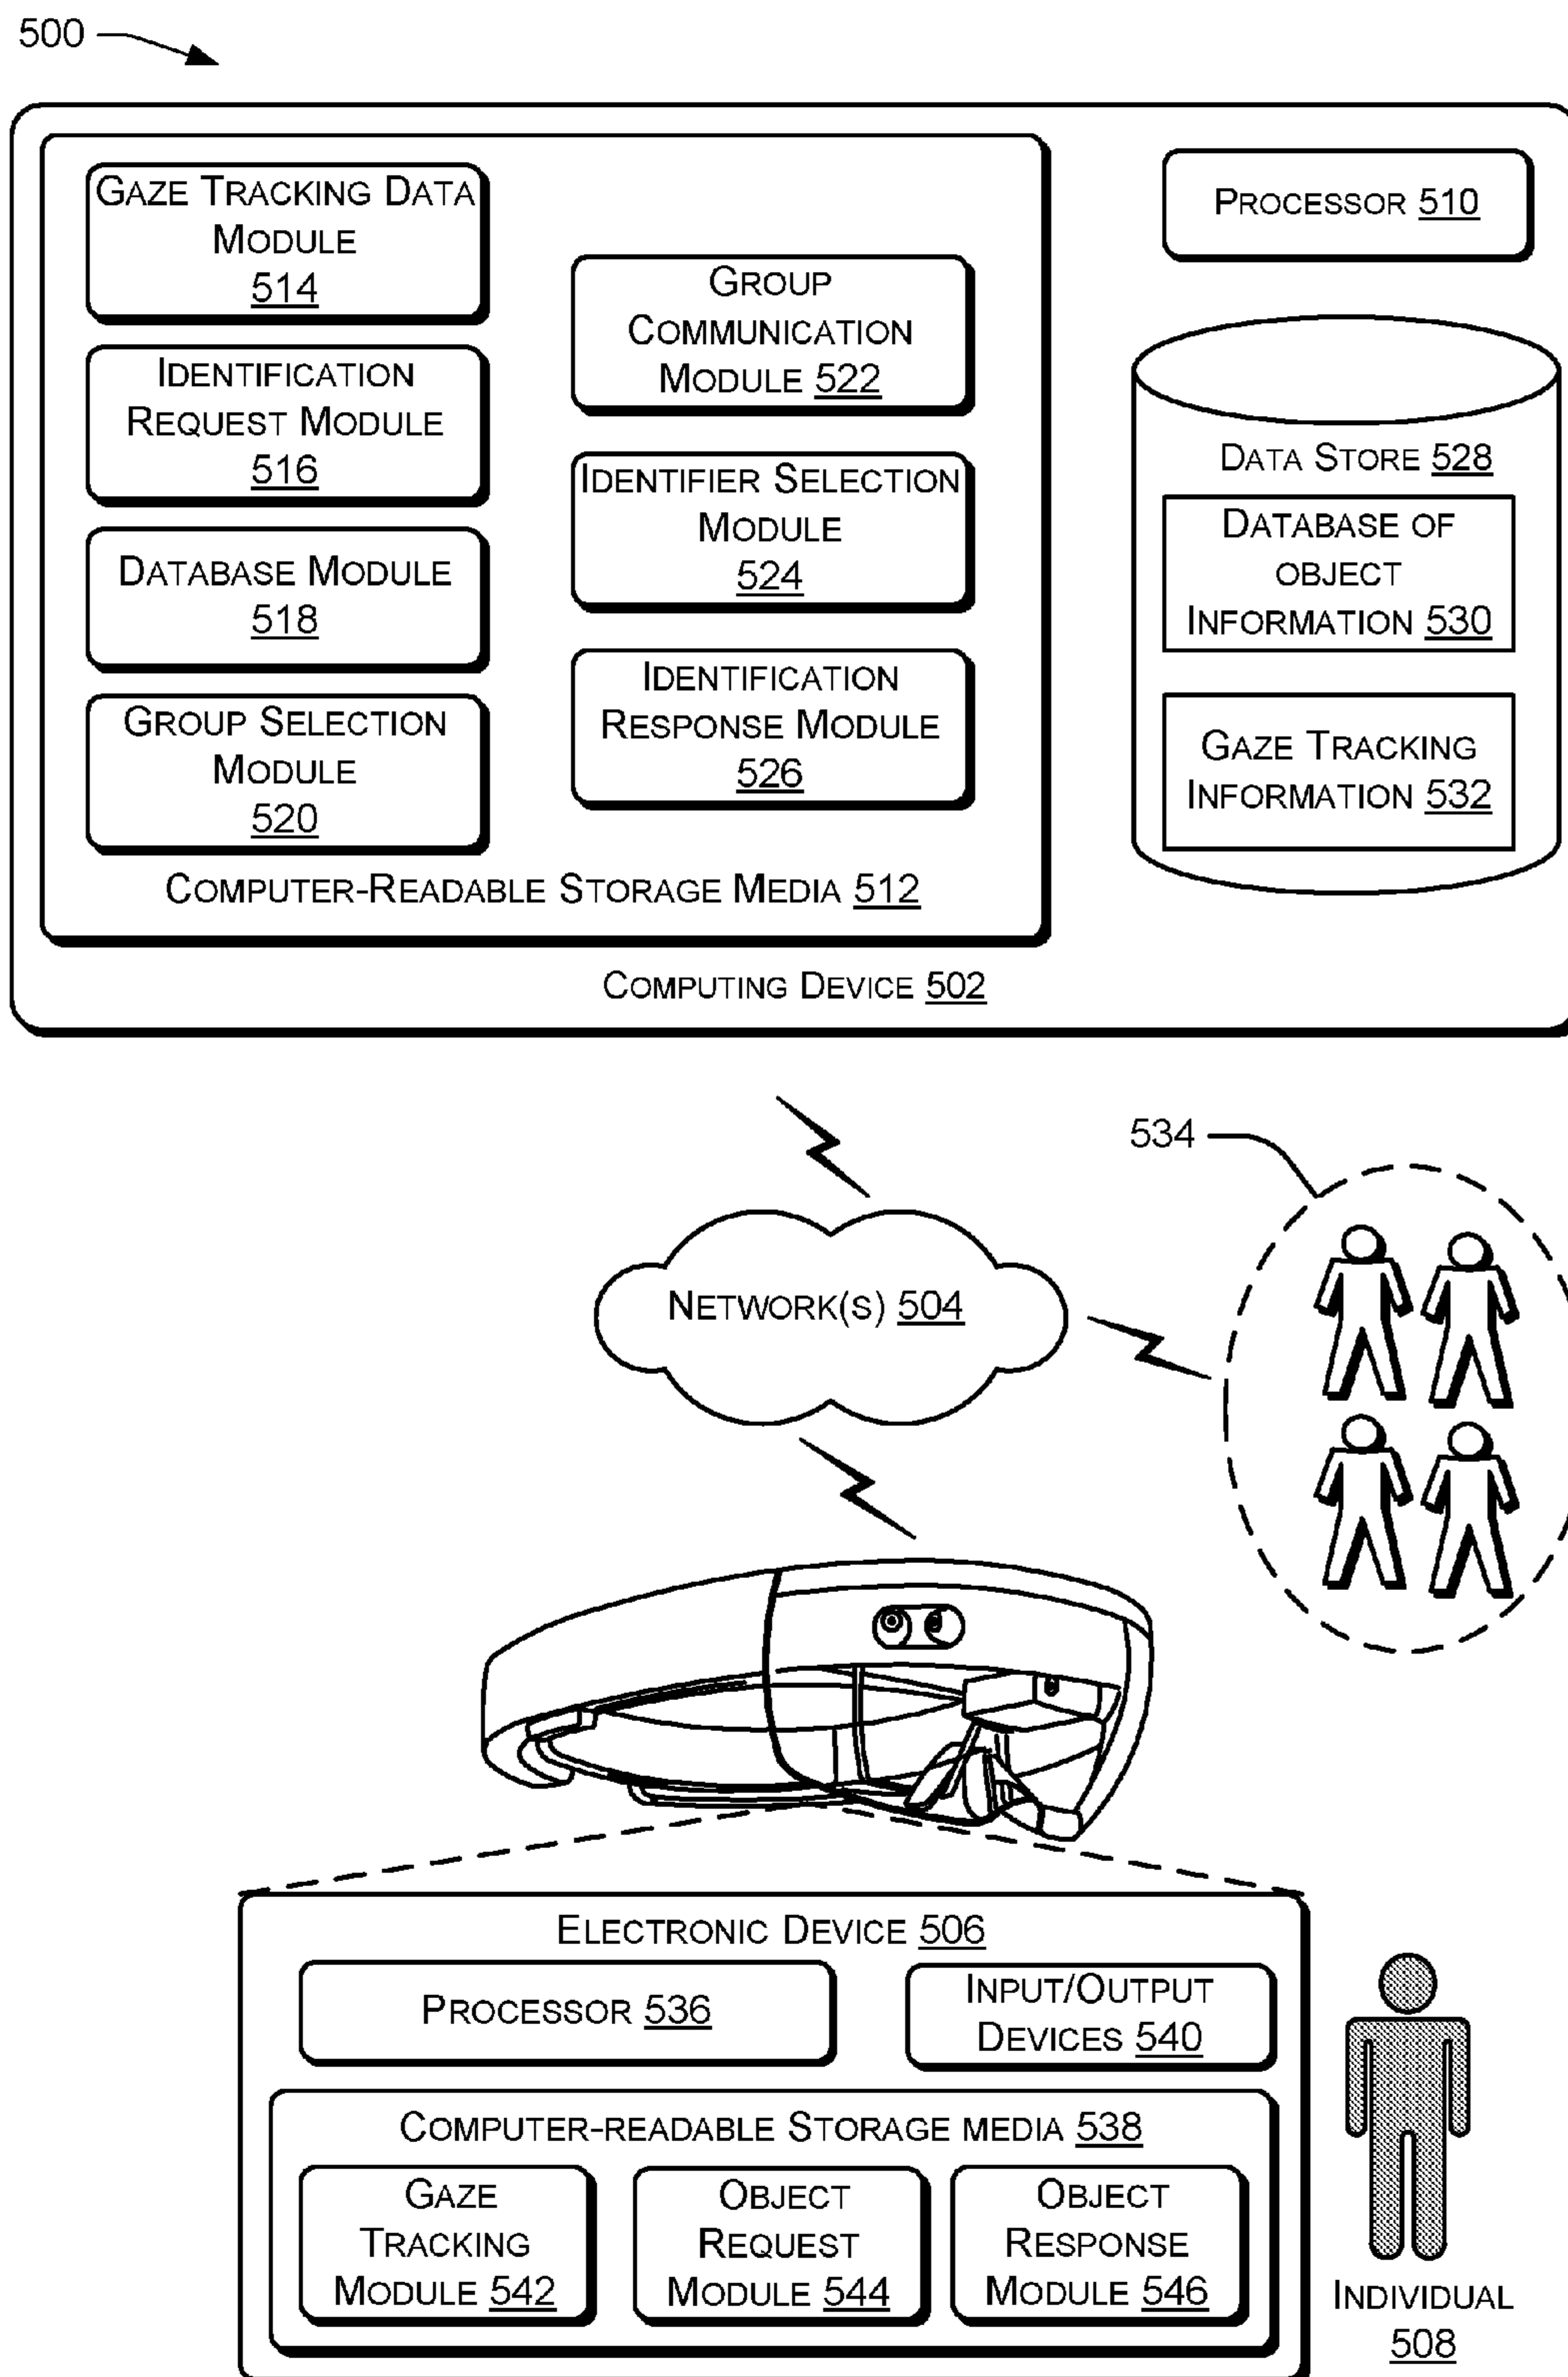 500
GAZE TRACKING DATA
MODULE
514
IDENTIFICATION
REQUEST MODULE
516
DATABASE MODULE
518
GROUP SELECTION
MODULE
520
GROUP
COMMUNICATION
MODULE 522
IDENTIFIER SELECTION
MODULE
524
IDENTIFICATION
RESPONSE MODULE
526
COMPUTER-READABLE STORAGE MEDIA 512
PROCESSOR 510
DATA STORE 528
DATABASE OF
OBJECT
INFORMATION 530
GAZE TRACKING
INFORMATION 532
COMPUTING DEVICE 502
534
NETWORK(S) 504
ELECTRONIC DEVICE 506
PROCESSOR 536
INPUT/OUTPUT
DEVICES 540
COMPUTER-READABLE STORAGE MEDIA 538
GAZE
TRACKING
MODULE 542
OBJECT
REQUEST
MODULE 544
OBJECT
RESPONSE
MODULE 546
INDIVIDUAL
508